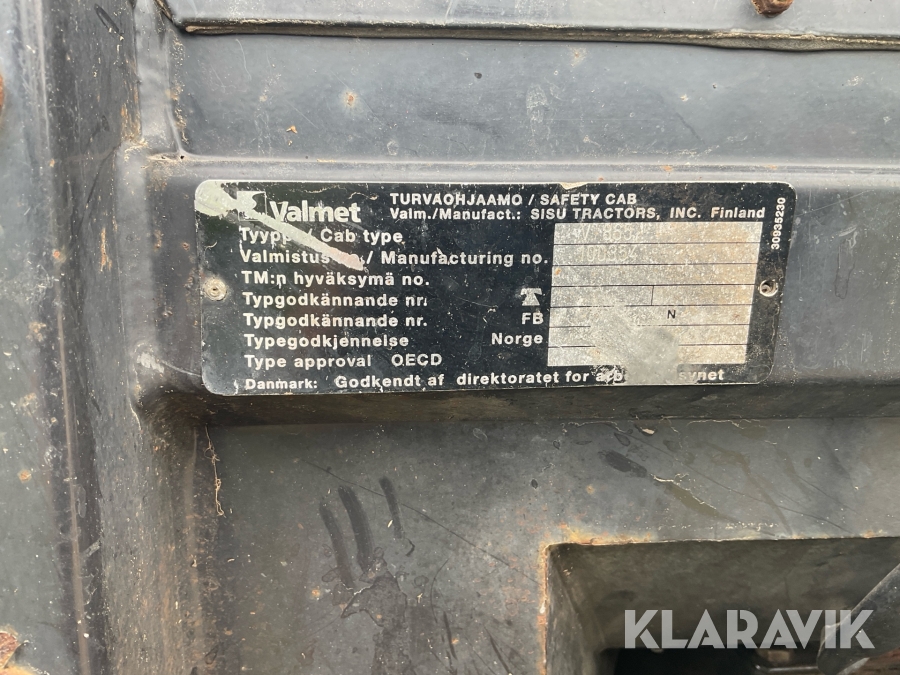 Valmet
TURVAOHJAAMO / SAFETY CAB
Valm./Manufact.: SISU TRACTORS, INC. Finland
/ Cab type
/ Manufacturing no.
TM:n hyväksymä no.
Typgodkännande nr.
Typgodkännande nr. FB
N
Typegodkjennelse Norge
Type approval OECD
Danmark: Godkendt af direktoratet for
30935230
KLARAVIK